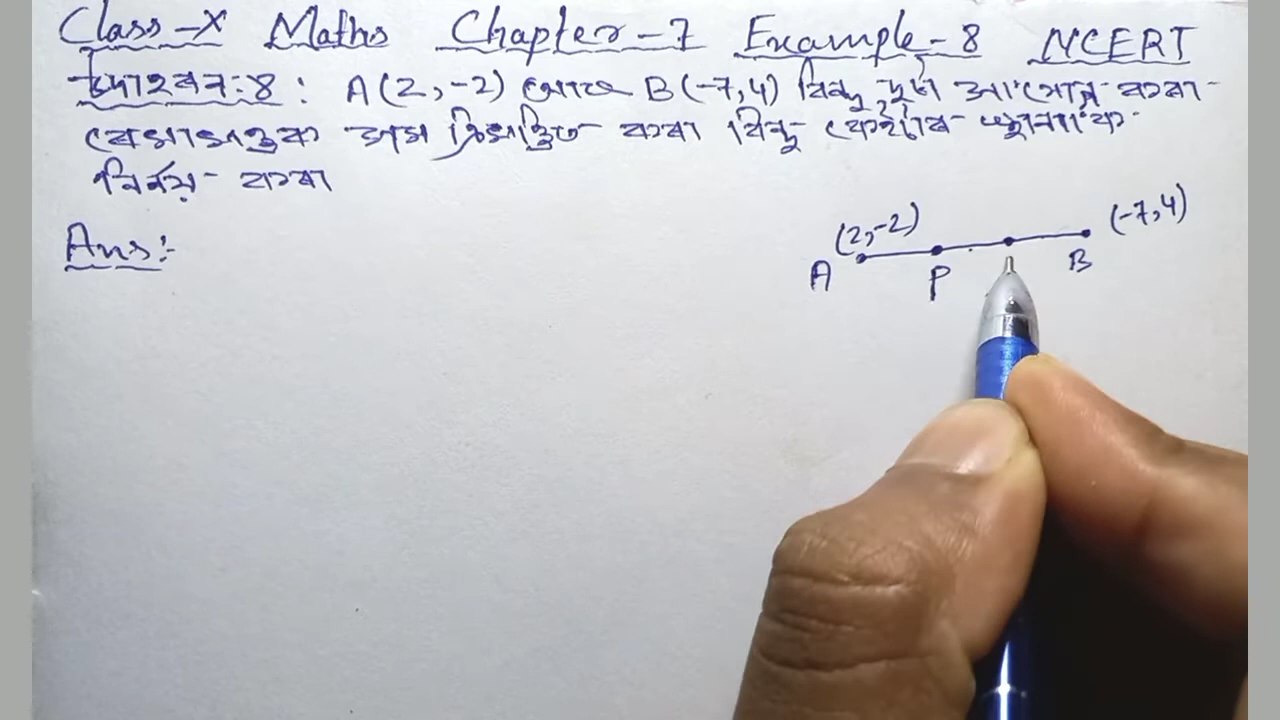 Class-X Maths Chapter-7 Example-8 NCERT
উদাহৰণ:8: A(2,-2) আৰু B(-7,4) বিন্দু দুটা সংযোগ কৰা
ৰেখাখণ্ডক সম ত্ৰিখণ্ডিত কৰা বিন্দু কেইটাৰ স্থানাংক
নিৰ্ণয় কৰা
Ans:-
(2,-2) (-7,4)
A P B